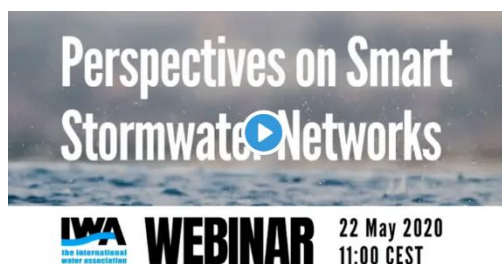 Perspectives on Smart
Stormwater Networks
IWA
the international
water association
WEBINAR
22 May 2020
11:00 CEST